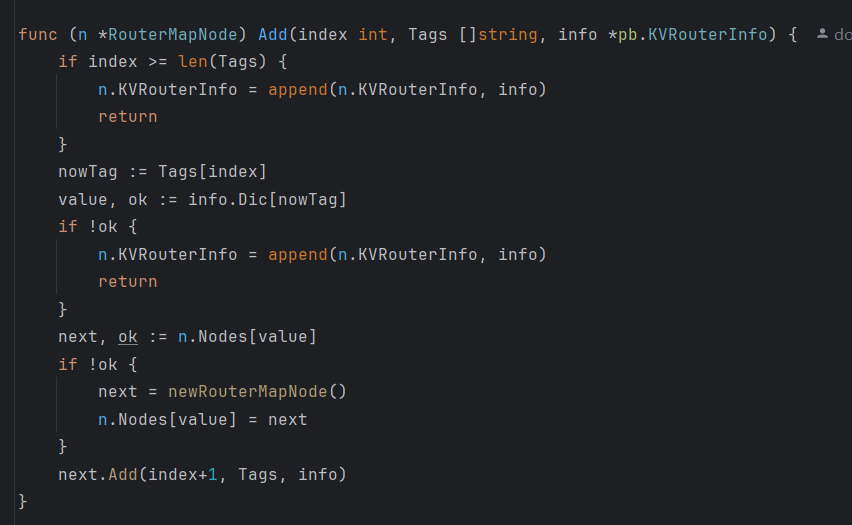 func (n *RouterMapNode) Add(index int, Tags []string, info *pb.KVRouterInfo) { do
    if index >= len(Tags) {
        n.KVRouterInfo = append(n.KVRouterInfo, info)
        return
    }
    nowTag := Tags[index]
    value, ok := info.Dic[nowTag]
    if !ok {
        n.KVRouterInfo = append(n.KVRouterInfo, info)
        return
    }
    next, ok := n.Nodes[value]
    if !ok {
        next = newRouterMapNode()
        n.Nodes[value] = next
    }
    next.Add(index+1, Tags, info)
}